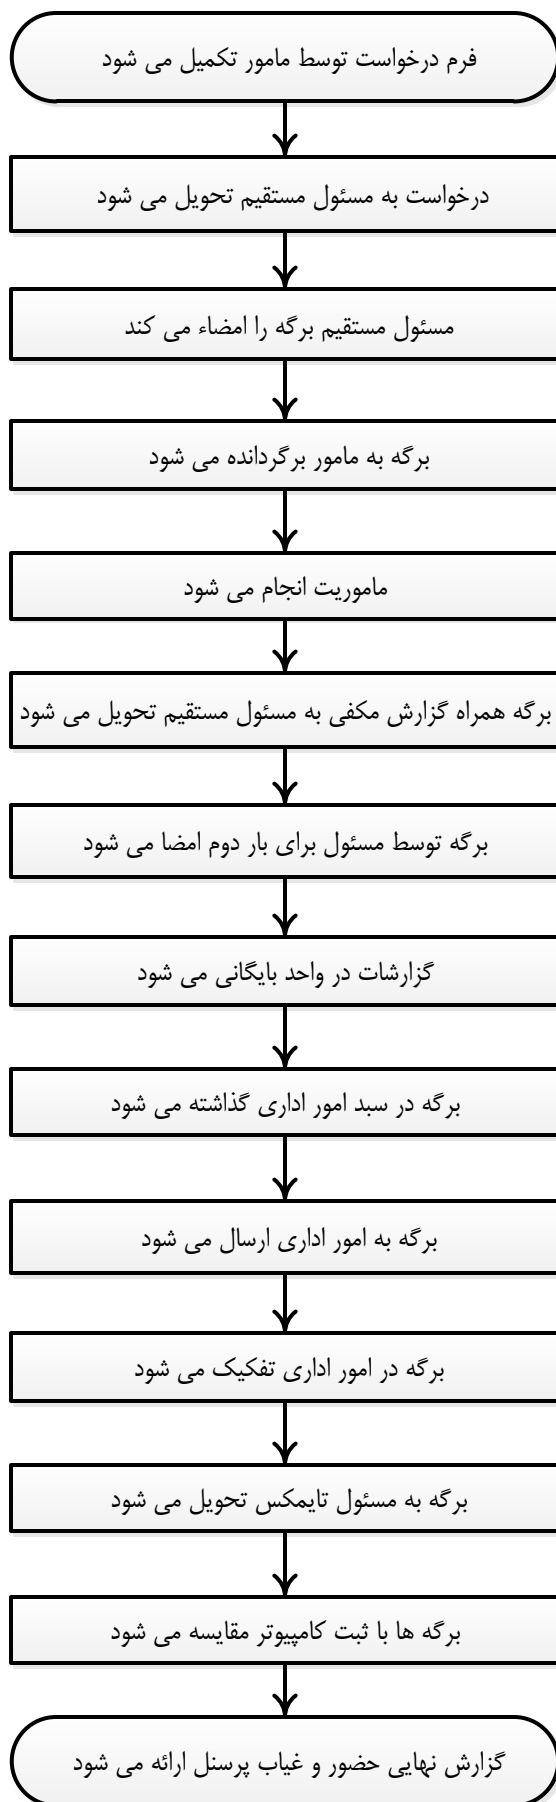 فرم درخواست توسط مامور تکمیل می شود
درخواست به مسئول مستقیم تحویل می شود
مسئول مستقیم برگه را امضاء می کند
برگه به مامور برگردانده می شود
ماموریت انجام می شود
برگه همراه گزارش مکفی به مسئول مستقیم تحویل می شود
برگه توسط مسئول برای بار دوم امضا می شود
گزارشات در واحد بایگانی می شود
برگه در سبد امور اداری گذاشته می شود
برگه به امور اداری ارسال می شود
برگه در امور اداری تفکیک می شود
برگه به مسئول تایمکس تحویل می شود
برگه ها با ثبت کامپیوتر مقایسه می شود
گزارش نهایی حضور و غیاب پرسنل ارائه می شود